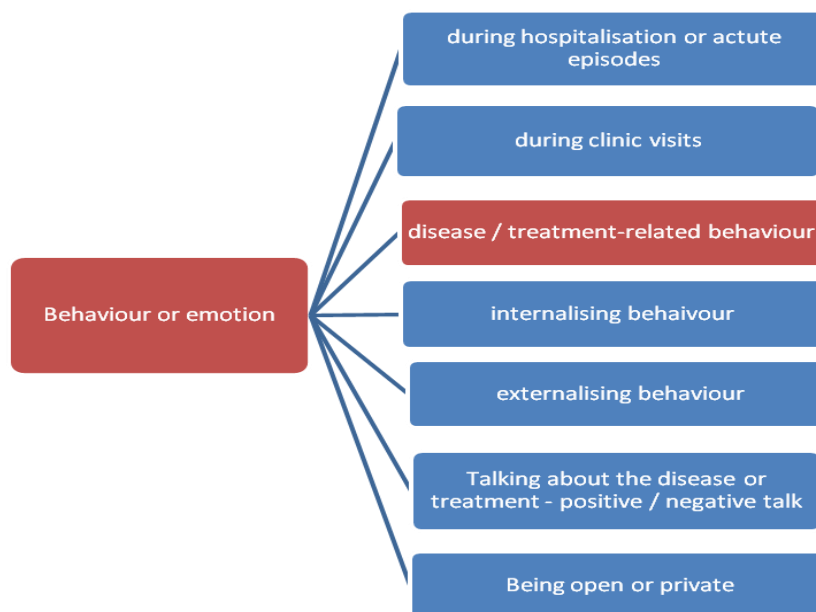 during hospitalisation or actute
episodes
during clinic visits
disease / treatment-related behaviour
Behaviour or emotion
internalising behaivour
externalising behaviour
Talking about the disease or
treatment - positive / negative talk
Being open or private